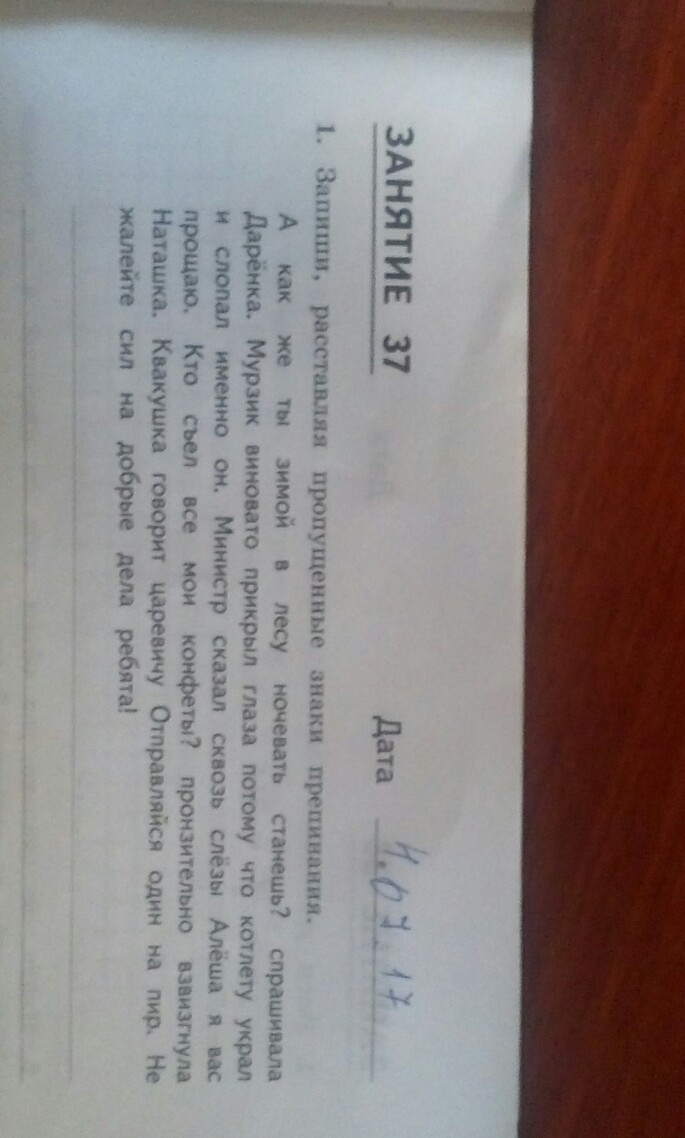 ЗАНЯТИЕ 37 Дата 4.07.17
1. Запиши, расставляя пропущенные знаки препинания.
А как же ты зимой в лесу ночевать станешь? спрашивала
Дарёнка. Мурзик виновато прикрыл глаза потому что котлету украл
и слопал именно он. Министр сказал сквозь слёзы Алёша я вас
прощаю. Кто съел все мои конфеты? пронзительно взвизгнула
Наташка. Квакушка говорит царевичу Отправляйся один на пир. Не
жалейте сил на добрые дела ребята!